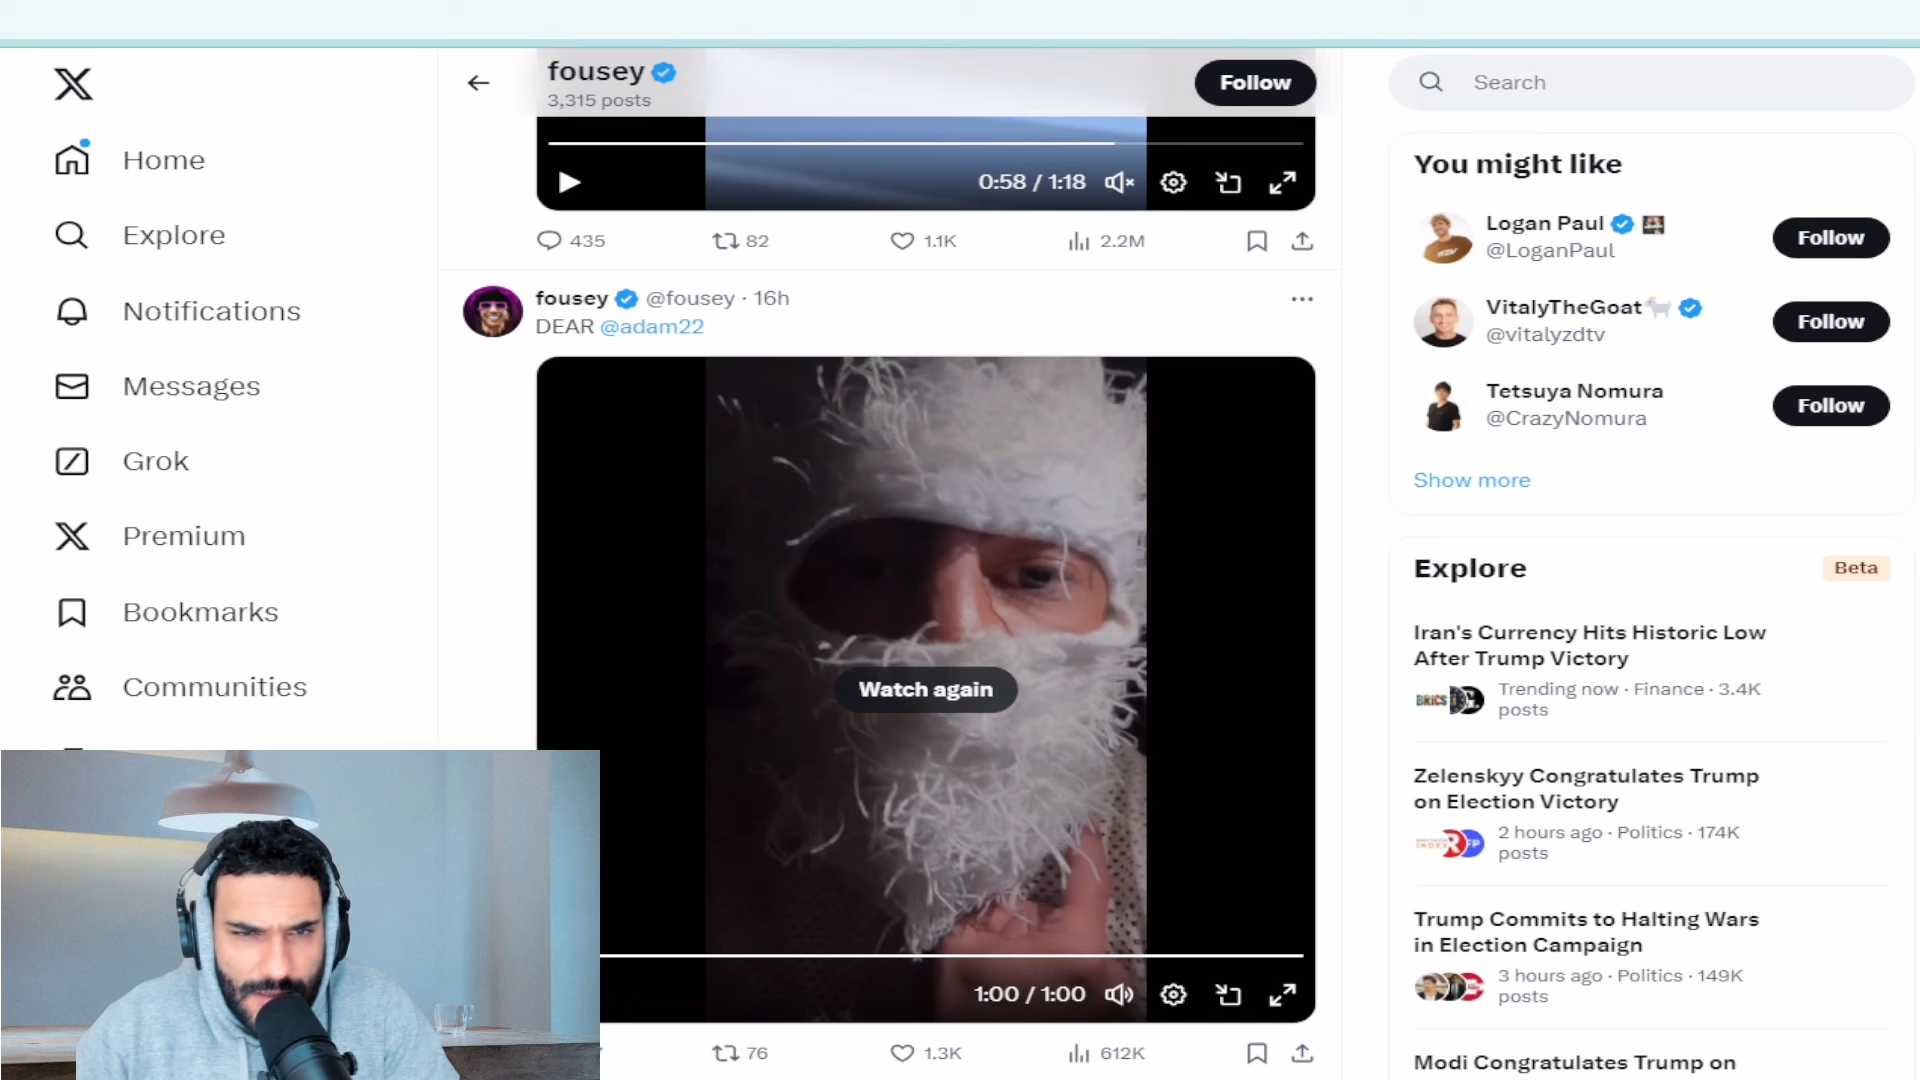 Home
Explore
Notifications
Messages
Grok
Premium
Bookmarks
Communities
fousey
3,315 posts
Follow
0:58 / 1:18
435
82
1.1K
2.2M
fousey @fousey · 16h
DEAR @adam22
Watch again
1:00 / 1:00
76
1.3K
612K
Search
You might like
Logan Paul
@LoganPaul
Follow
VitalyTheGoat
@vitalyzdtv
Follow
Tetsuya Nomura
@CrazyNomura
Follow
Show more
Explore
Beta
Iran's Currency Hits Historic Low
After Trump Victory
BRICS
Trending now · Finance · 3.4K
posts
Zelenskyy Congratulates Trump
on Election Victory
2 hours ago · Politics · 174K
posts
Trump Commits to Halting Wars
in Election Campaign
3 hours ago · Politics · 149K
posts
Modi Congratulates Trump on